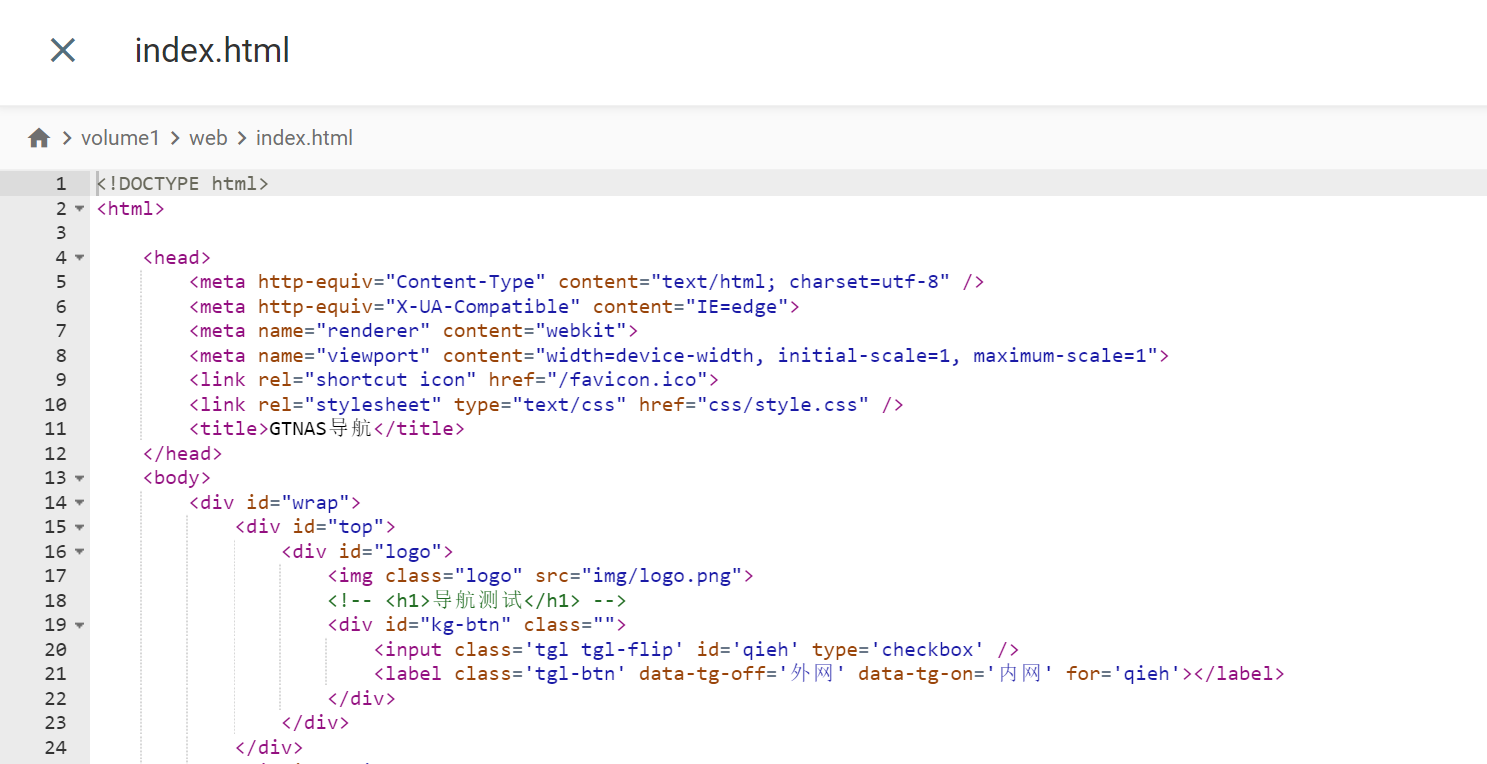 index.html
volume1 web index.html
1 <!DOCTYPE html>
2 <html>
3
4 <head>
5 <meta http-equiv="Content-Type" content="text/html; charset=utf-8" />
6 <meta http-equiv="X-UA-Compatible" content="IE=edge">
7 <meta name="renderer" content="webkit">
8 <meta name="viewport" content="width=device-width, initial-scale=1, maximum-scale=1">
9 <link rel="shortcut icon" href="/favicon.ico">
10 <link rel="stylesheet" type="text/css" href="css/style.css" />
11 <title>GTNAS导航</title>
12 </head>
13 <body>
14 <div id="wrap">
15 <div id="top">
16 <div id="logo">
17 <img class="logo" src="img/logo.png">
18 <!-- <h1>导航测试</h1> -->
19 <div id="kg-btn" class="">
20 <input class='tgl tgl-flip' id='qieh' type='checkbox' />
21 <label class='tgl-btn' data-tg-off='外网' data-tg-on='内网' for='qieh'></label>
22 </div>
23 </div>
24 </div>